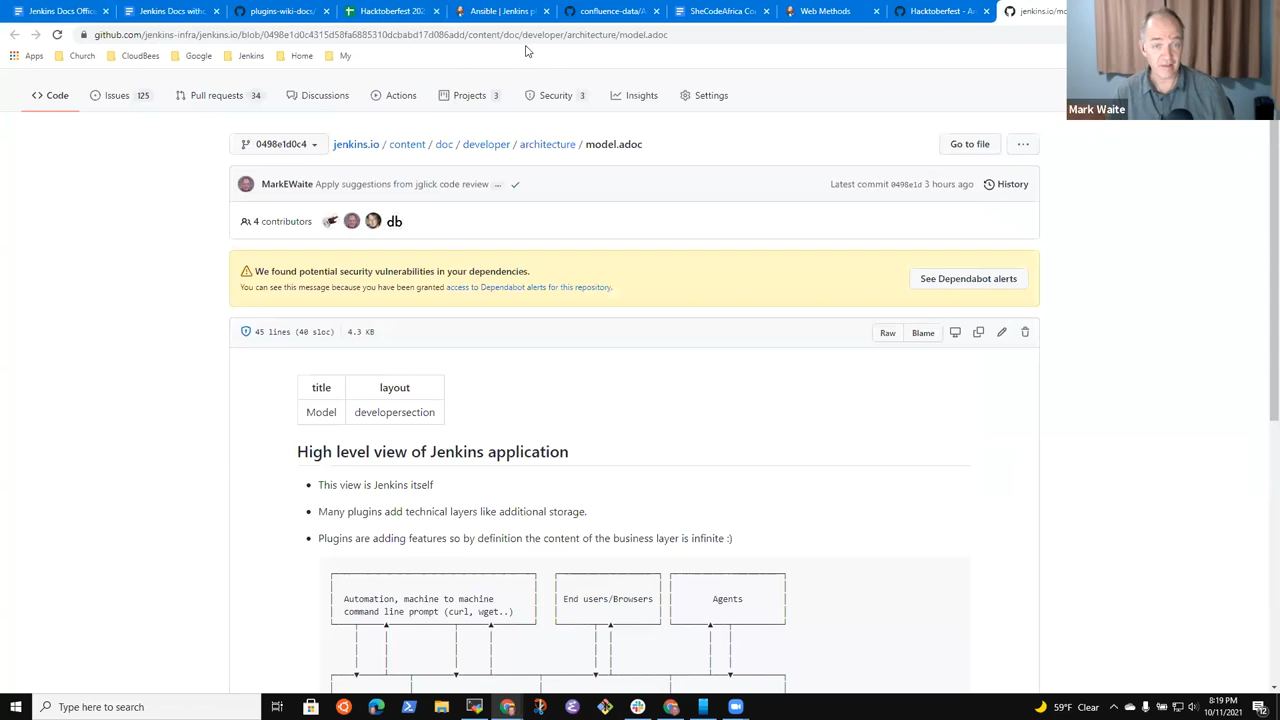 Jenkins Docs Offic
Jenkins Docs with
plugins-wiki-docs/
Hacktoberfest 202
Ansible | Jenkins pl
confluence-data/A
SheCodeAfrica Co
Web Methods
Hacktoberfest - Ar
jenkins.io/mo
github.com/jenkins-infra/jenkins.io/blob/0498e1d0c4315d58fa6885310dcbabd17d086add/content/doc/developer/architecture/model.adoc
Apps
Church
CloudBees
Google
Jenkins
Home
My
Mark Waite
Code
Issues 125
Pull requests 34
Discussions
Actions
Projects 3
Security 3
Insights
Settings
0498e1d0c4
jenkins.io / content / doc / developer / architecture / model.adoc
Go to file
...
MarkEWaite Apply suggestions from jglick code review ...
Latest commit 0498e1d 3 hours ago
History
4 contributors
db
We found potential security vulnerabilities in your dependencies.
You can see this message because you have been granted access to Dependabot alerts for this repository.
See Dependabot alerts
45 lines (40 sloc) 4.3 KB
Raw
Blame
title layout
Model developersection
High level view of Jenkins application
This view is Jenkins itself
Many plugins add technical layers like additional storage.
Plugins are adding features so by definition the content of the business layer is infinite :)
Automation, machine to machine
command line prompt (curl, wget..)
End users/Browsers
Agents
Type here to search
59°F Clear
8:19 PM
10/11/2021
12